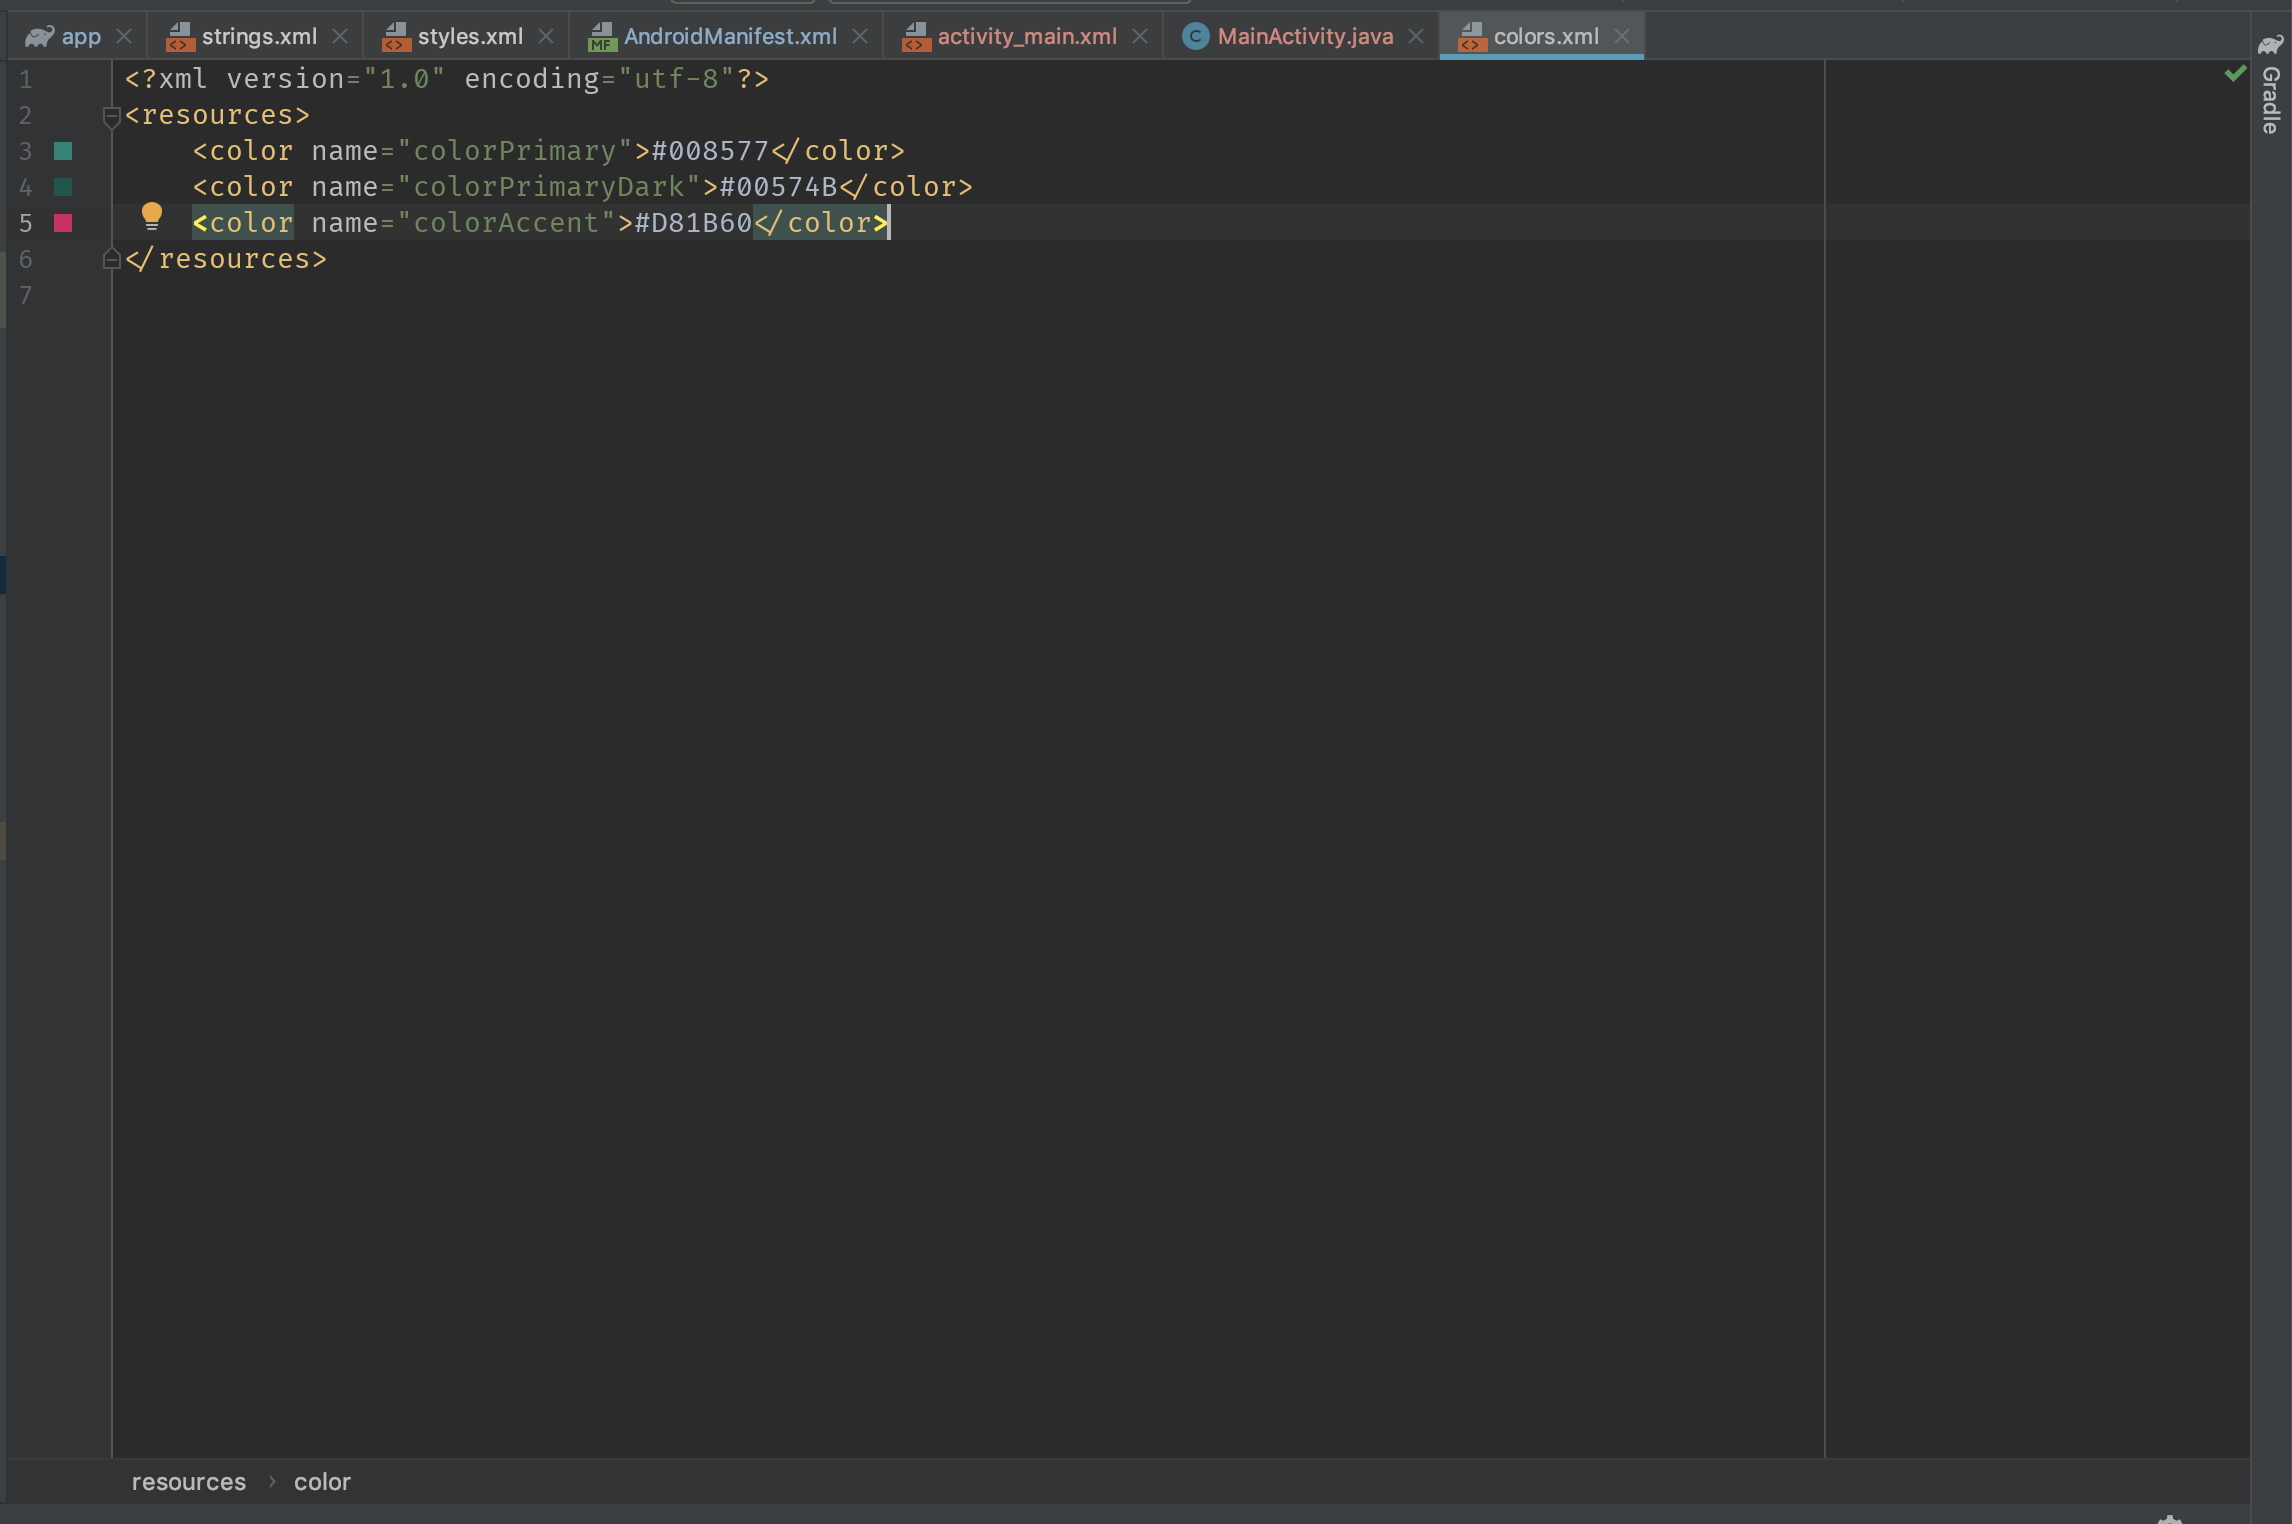 app strings.xml styles.xml AndroidManifest.xml activity_main.xml MainActivity.java colors.xml
Gradle
1 <?xml version="1.0" encoding="utf-8"?>
2 <resources>
3 <color name="colorPrimary">#008577</color>
4 <color name="colorPrimaryDark">#00574B</color>
5 <color name="colorAccent">#D81B60</color>
6 </resources>
7
resources › color